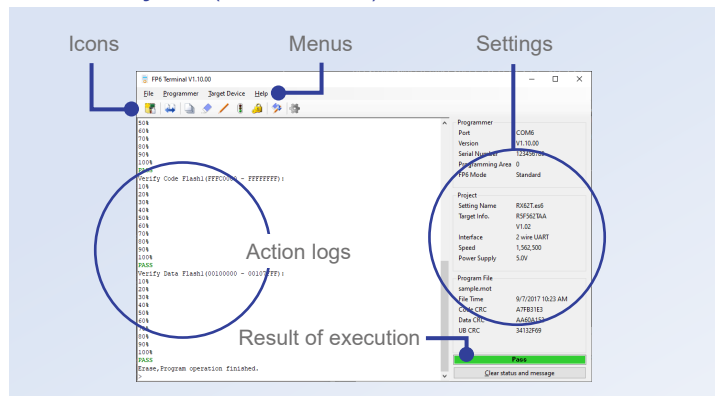 Icons
Menus
Settings
FP6 Terminal V1.10.00
File Programmer Target Device Help
50%
60%
70%
80%
90%
100%
PASS
Verify Code Flash1(FFFC0000 - FFFFFFFF):
10%
20%
30%
40%
50%
60%
70%
80%
90%
100%
PASS
Verify Data Flash1(00100000 - 00107FFF):
10%
20%
30%
40%
50%
60%
70%
80%
90%
100%
PASS
Erase,Program operation finished.
>
Action logs
Result of execution
Programmer
Port COM6
Version V1.10.00
Serial Number
Programming Area 0
FP6 Mode Standard
Project
Setting Name RX62T.es6
Target Info. R5F562TAA
V1.02
Interface 2 wire UART
Speed 1,562,500
Power Supply 5.0V
Program File
sample.mot
File Time 9/7/2017 10:23 AM
Code CRC A7FB31E3
Data CRC AA60A152
UB CRC 34132F69
Pass
Clear status and message